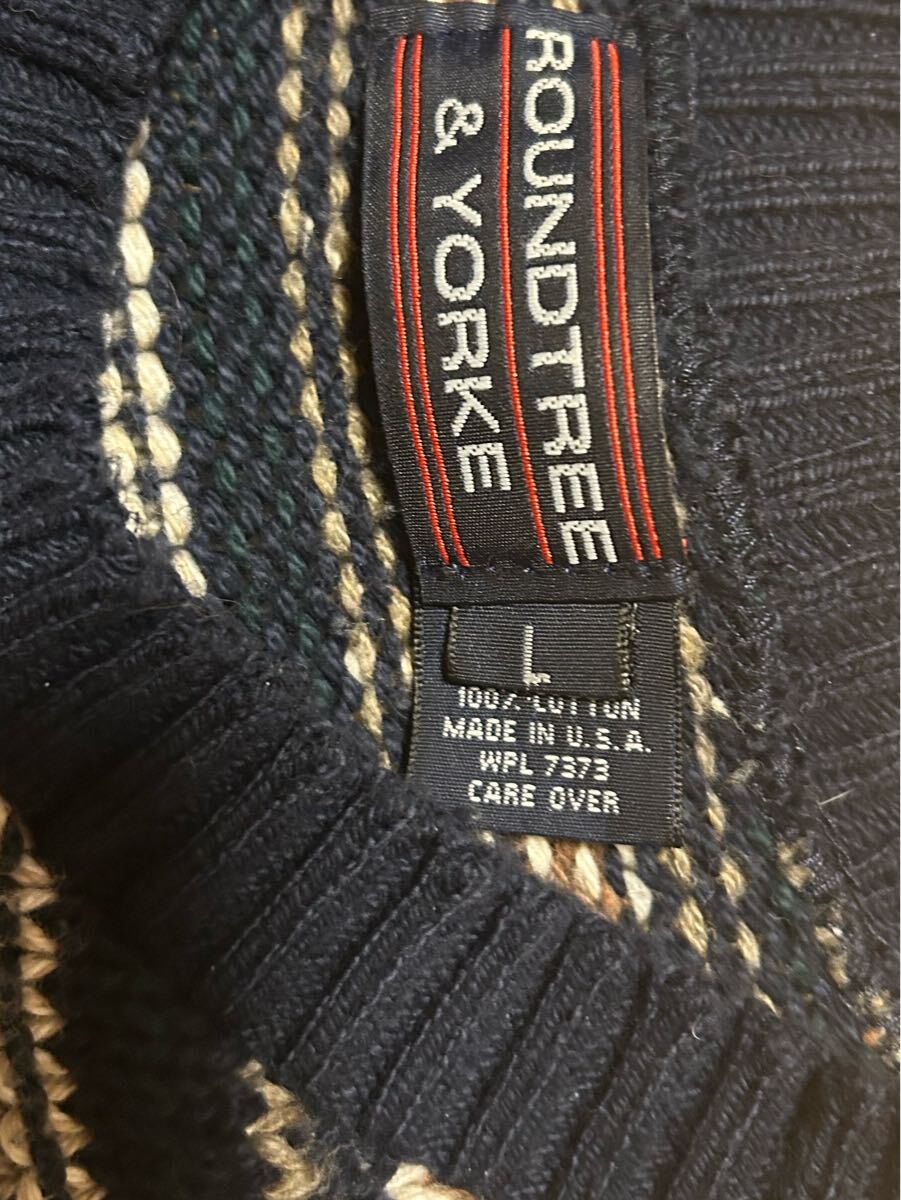 ROUNDTREE
& YORKE
L
100% COTTON
MADE IN U.S.A.
WPL 7373
CARE OVER